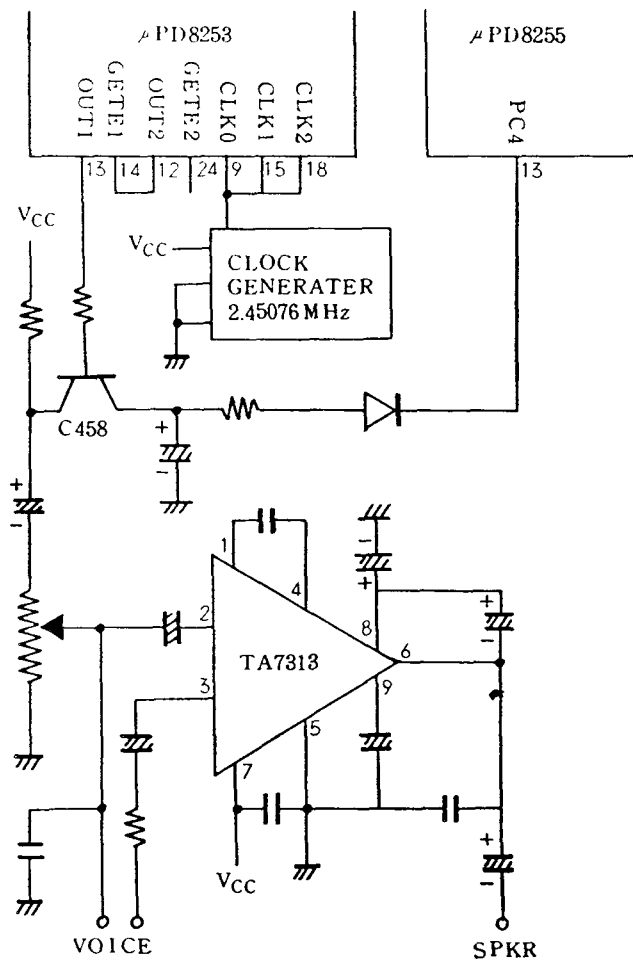 μPD8253
μPD8255
OUT1
GETE1
OUT2
GETE2
CLK0
CLK1
CLK2
PC4
13 14 12 24 9 15 18
13
VCC
VCC
CLOCK
GENERATER
2.45076MHz
C458
+
-
+
-
1
4
-
+
+
-
2
8
6
TA7313
3
9
5
7
VCC
+
-
VOICE
SPKR